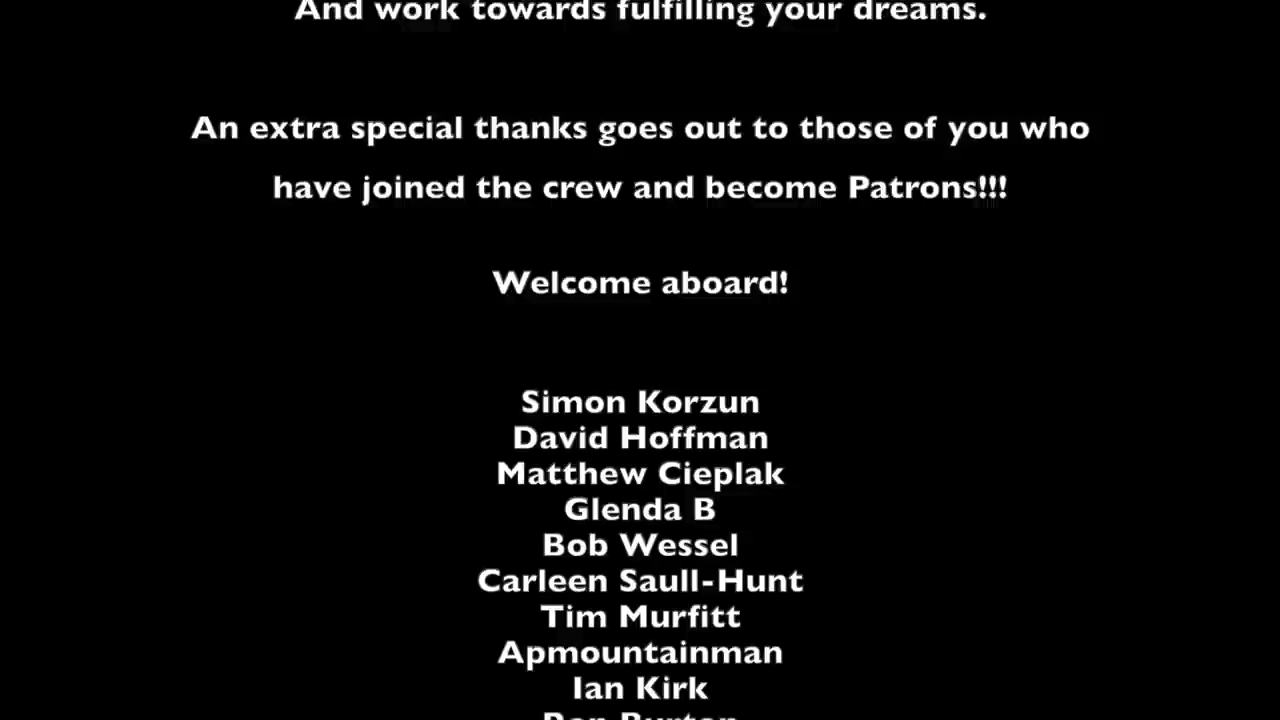 And work towards fulfilling your dreams.
An extra special thanks goes out to those of you who
have joined the crew and become Patrons!!!
Welcome aboard!
Simon Korzun
David Hoffman
Matthew Cieplak
Glenda B
Bob Wessel
Carleen Saull-Hunt
Tim Murfitt
Apmountainman
Ian Kirk